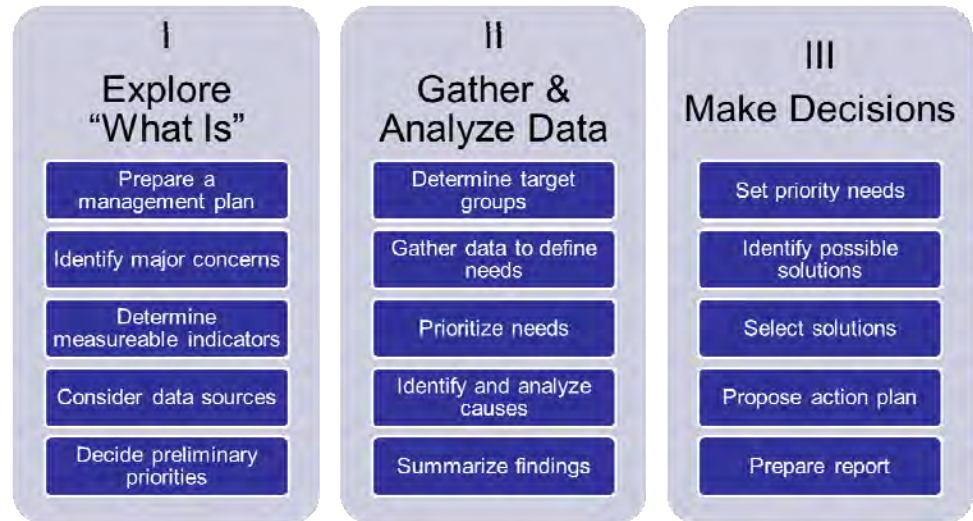 I
Explore
“What Is”
Prepare a
management plan
Identify major concerns
Determine
measureable indicators
Consider data sources
Decide preliminary
priorities
II
Gather &
Analyze Data
Determine target
groups
Gather data to define
needs
Prioritize needs
Identify and analyze
causes
Summarize findings
III
Make Decisions
Set priority needs
Identify possible
solutions
Select solutions
Propose action plan
Prepare report